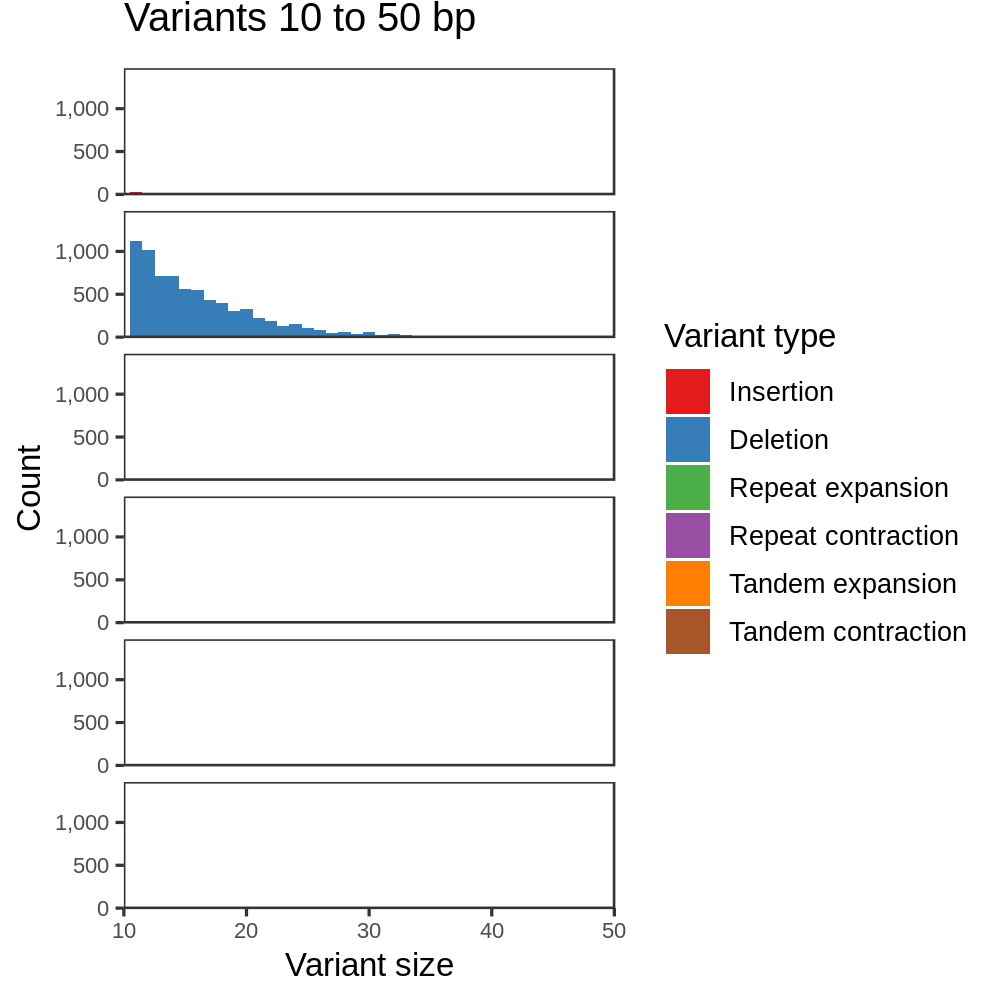 Variants 10 to 50 bp
1,000
500
0
1,000
500
0
1,000
500
0
1,000
500
0
1,000
500
0
1,000
500
0
10 20 30 40 50
Variant size
Count
Variant type
Insertion
Deletion
Repeat expansion
Repeat contraction
Tandem expansion
Tandem contraction